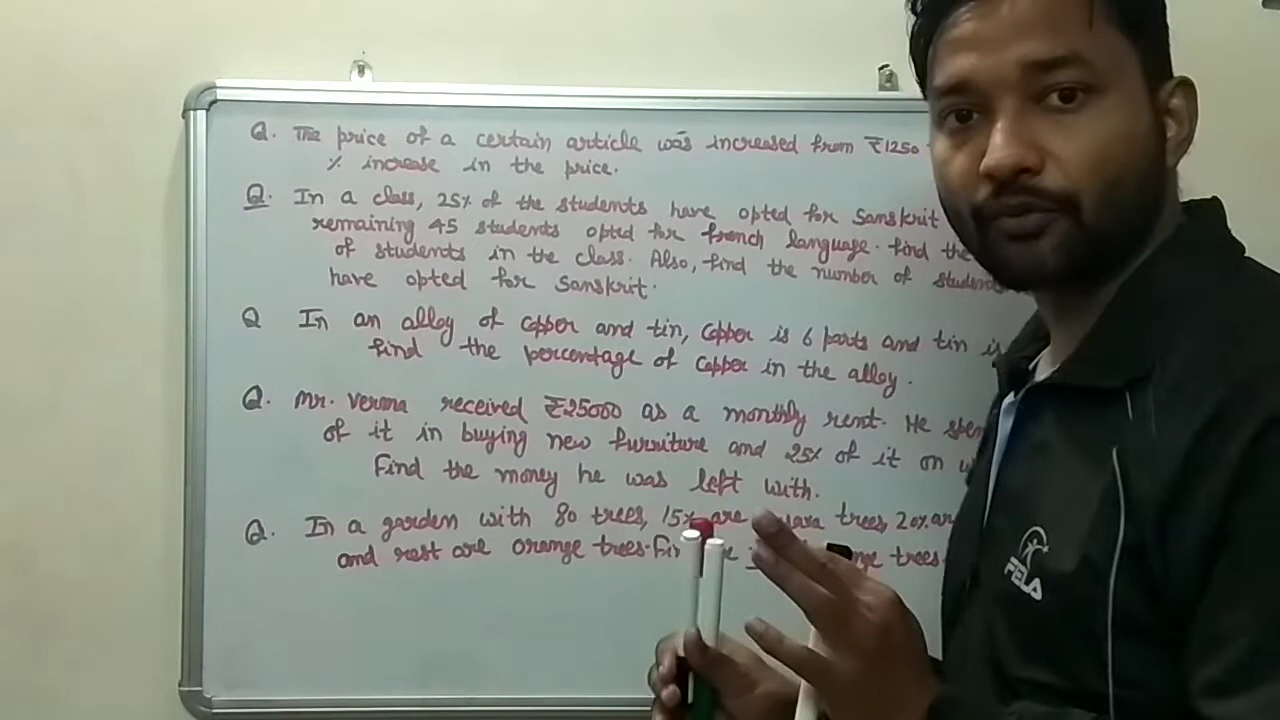 Q. The price of a certain article was increased from ₹1250
% increase in the price.
Q. In a class, 25% of the students have opted for Sanskrit
remaining 45 students opted for french language. find the
of students in the class. Also, find the number of students
have opted for Sanskrit.
Q In an alloy of copper and tin, Copper is 6 parts and tin is
find the percentage of Copper in the alloy.
Q. Mr. Verma received ₹25000 as a monthly rent. He
of it in buying new furniture and 25% of it on
Find the money he was left with.
Q. In a garden with 80 trees, 15% are trees, 20%
and rest are orange trees. trees
FELA